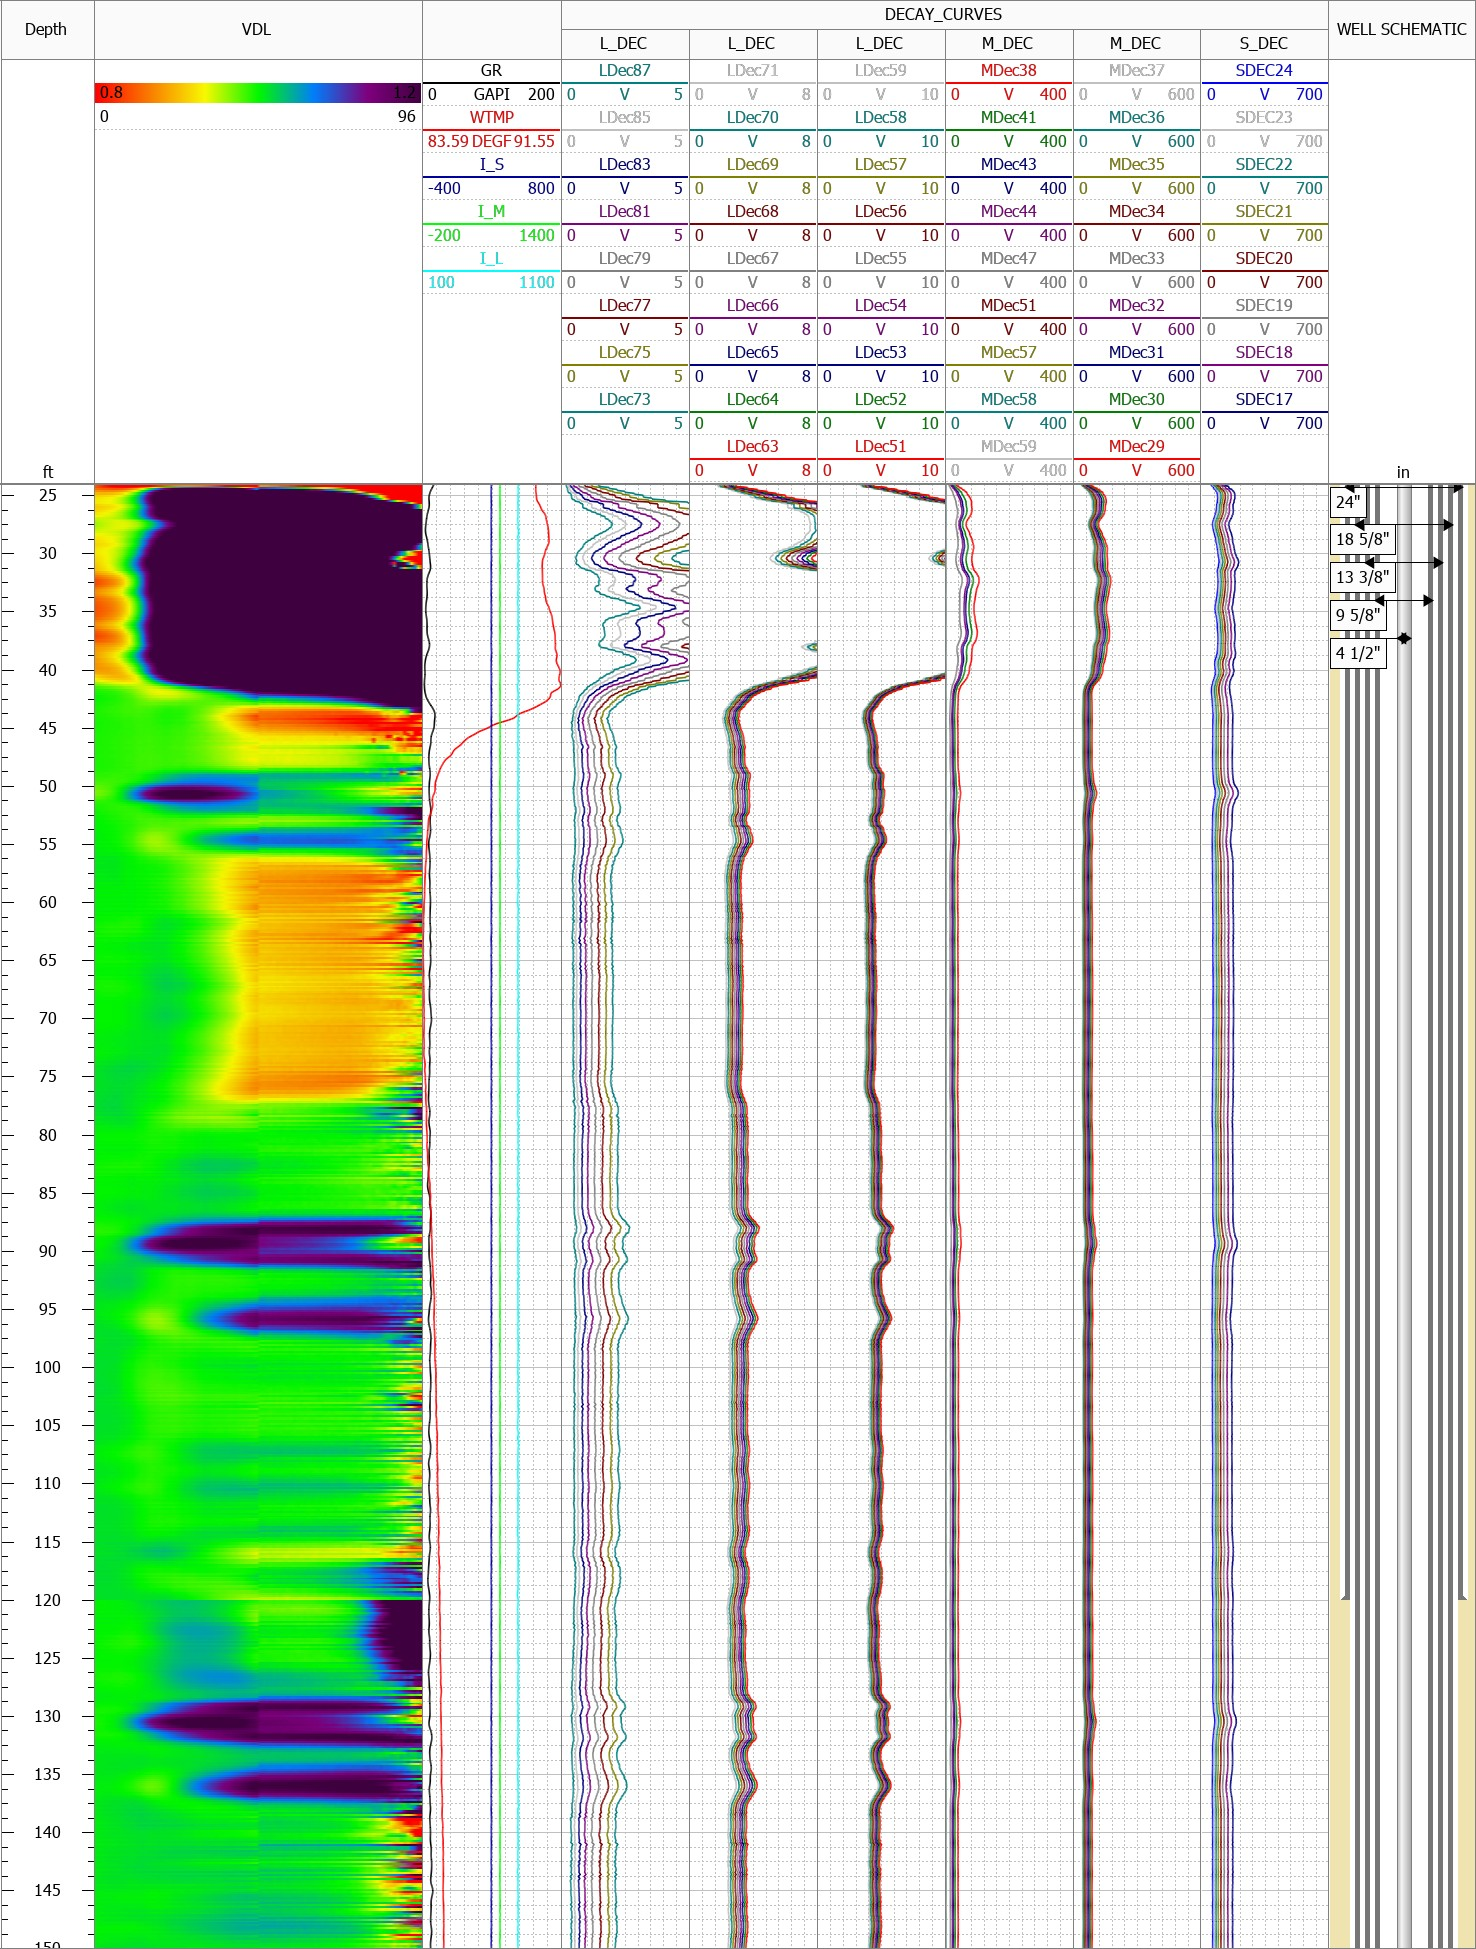 DECAY_CURVES
Depth VDL L_DEC L_DEC L_DEC M_DEC M_DEC S_DEC WELL SCHEMATIC
GR LDec87 LDec71 LDec59 MDec38 MDec37 SDEC24
0.8 1.2 0 GAPI 200 0 V 5 0 V 8 0 V 10 0 V 400 0 V 600 0 V 700
0 96 WTMP LDec85 LDec70 LDec58 MDec41 MDec36 SDEC23
83.59 DEGF 91.55 0 V 5 0 V 8 0 V 10 0 V 400 0 V 600 0 V 700
I_S LDec83 LDec69 LDec57 MDec43 MDec35 SDEC22
-400 800 0 V 5 0 V 8 0 V 10 0 V 400 0 V 600 0 V 700
I_M LDec81 LDec68 LDec56 MDec44 MDec34 SDEC21
-200 1400 0 V 5 0 V 8 0 V 10 0 V 400 0 V 600 0 V 700
I_L LDec79 LDec67 LDec55 MDec47 MDec33 SDEC20
100 1100 0 V 5 0 V 8 0 V 10 0 V 400 0 V 600 0 V 700
LDec77 LDec66 LDec54 MDec51 MDec32 SDEC19
0 V 5 0 V 8 0 V 10 0 V 400 0 V 600 0 V 700
LDec75 LDec65 LDec53 MDec57 MDec31 SDEC18
0 V 5 0 V 8 0 V 10 0 V 400 0 V 600 0 V 700
LDec73 LDec64 LDec52 MDec58 MDec30 SDEC17
0 V 5 0 V 8 0 V 10 0 V 400 0 V 600 0 V 700
LDec63 LDec51 MDec59 MDec29
ft 0 V 8 0 V 10 0 V 400 0 V 600 in
25
24"
18 5/8"
30
13 3/8"
35
9 5/8"
4 1/2"
40
45
50
55
60
65
70
75
80
85
90
95
100
105
110
115
120
125
130
135
140
145
150